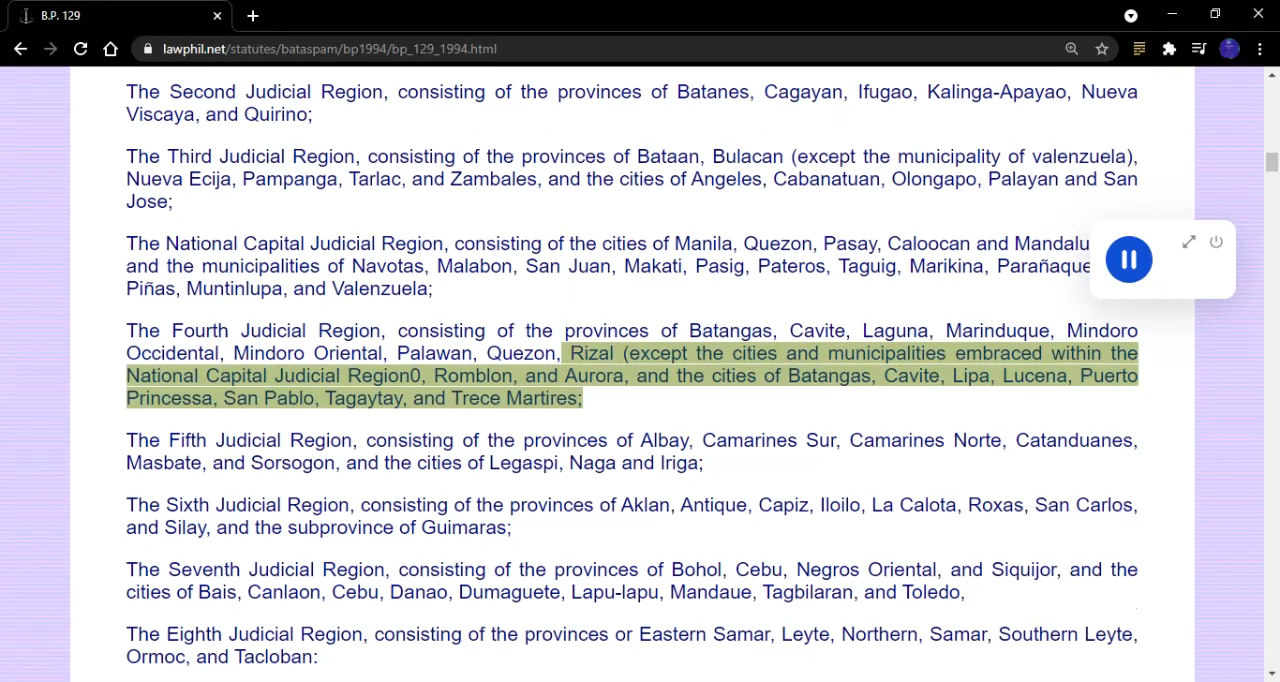 B.P. 129
lawphil.net/statutes/bataspam/bp1994/bp_129_1994.html
The Second Judicial Region, consisting of the provinces of Batanes, Cagayan, Ifugao, Kalinga-Apayao, Nueva
Viscaya, and Quirino;
The Third Judicial Region, consisting of the provinces of Bataan, Bulacan (except the municipality of valenzuela),
Nueva Ecija, Pampanga, Tarlac, and Zambales, and the cities of Angeles, Cabanatuan, Olongapo, Palayan and San
Jose;
The National Capital Judicial Region, consisting of the cities of Manila, Quezon, Pasay, Caloocan and Mandalu
and the municipalities of Navotas, Malabon, San Juan, Makati, Pasig, Pateros, Taguig, Marikina, Parañaque
Piñas, Muntinlupa, and Valenzuela;
The Fourth Judicial Region, consisting of the provinces of Batangas, Cavite, Laguna, Marinduque, Mindoro
Occidental, Mindoro Oriental, Palawan, Quezon, Rizal (except the cities and municipalities embraced within the
National Capital Judicial Region0, Romblon, and Aurora, and the cities of Batangas, Cavite, Lipa, Lucena, Puerto
Princessa, San Pablo, Tagaytay, and Trece Martires;
The Fifth Judicial Region, consisting of the provinces of Albay, Camarines Sur, Camarines Norte, Catanduanes,
Masbate, and Sorsogon, and the cities of Legaspi, Naga and Iriga;
The Sixth Judicial Region, consisting of the provinces of Aklan, Antique, Capiz, Iloilo, La Calota, Roxas, San Carlos,
and Silay, and the subprovince of Guimaras;
The Seventh Judicial Region, consisting of the provinces of Bohol, Cebu, Negros Oriental, and Siquijor, and the
cities of Bais, Canlaon, Cebu, Danao, Dumaguete, Lapu-lapu, Mandaue, Tagbilaran, and Toledo,
The Eighth Judicial Region, consisting of the provinces or Eastern Samar, Leyte, Northern, Samar, Southern Leyte,
Ormoc, and Tacloban: